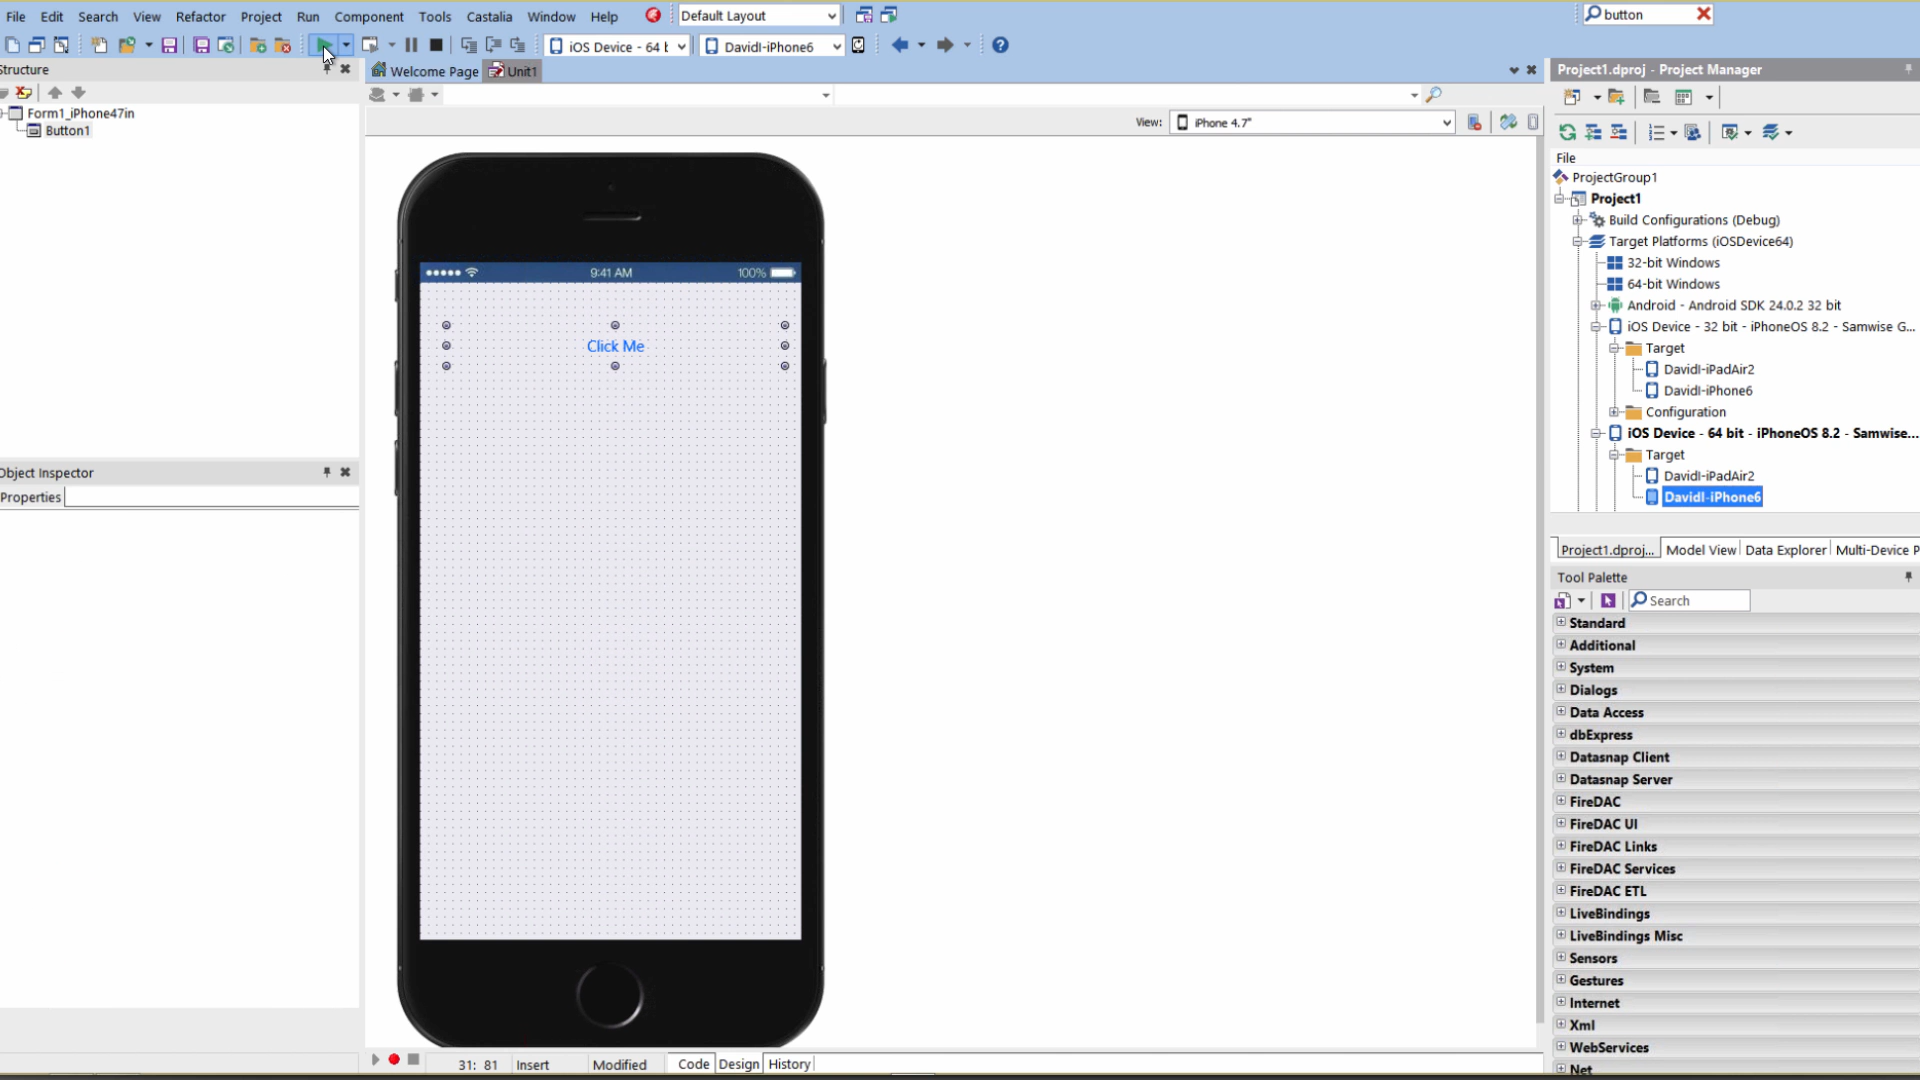 File Edit Search View Refactor Project Run Component Tools Castalia Window Help Default Layout button
iOS Device - 64 t DavidI-iPhone6
Structure
Form1_iPhone47in
Button1
Object Inspector
Properties
Welcome Page Unit1
View: iPhone 4.7"
9:41 AM 100%
Click Me
31: 81 Insert Modified Code Design History
Project1.dproj - Project Manager
File
ProjectGroup1
Project1
Build Configurations (Debug)
Target Platforms (iOSDevice64)
32-bit Windows
64-bit Windows
Android - Android SDK 24.0.2 32 bit
iOS Device - 32 bit - iPhoneOS 8.2 - Samwise G...
Target
DavidI-iPadAir2
DavidI-iPhone6
Configuration
iOS Device - 64 bit - iPhoneOS 8.2 - Samwise...
Target
DavidI-iPadAir2
DavidI-iPhone6
Project1.dproj... Model View Data Explorer Multi-Device P
Tool Palette
Search
Standard
Additional
System
Dialogs
Data Access
dbExpress
Datasnap Client
Datasnap Server
FireDAC
FireDAC UI
FireDAC Links
FireDAC Services
FireDAC ETL
LiveBindings
LiveBindings Misc
Sensors
Gestures
Internet
Xml
WebServices
Net